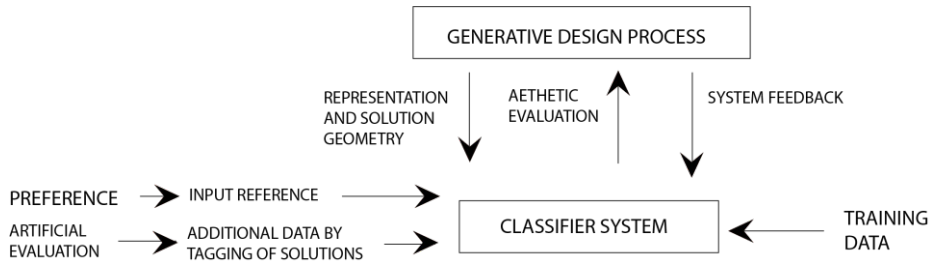 GENERATIVE DESIGN PROCESS
REPRESENTATION
AND SOLUTION
GEOMETRY
AETHETIC
EVALUATION
SYSTEM FEEDBACK
PREFERENCE
INPUT REFERENCE
ARTIFICIAL
EVALUATION
ADDITIONAL DATA BY
TAGGING OF SOLUTIONS
CLASSIFIER SYSTEM
TRAINING
DATA